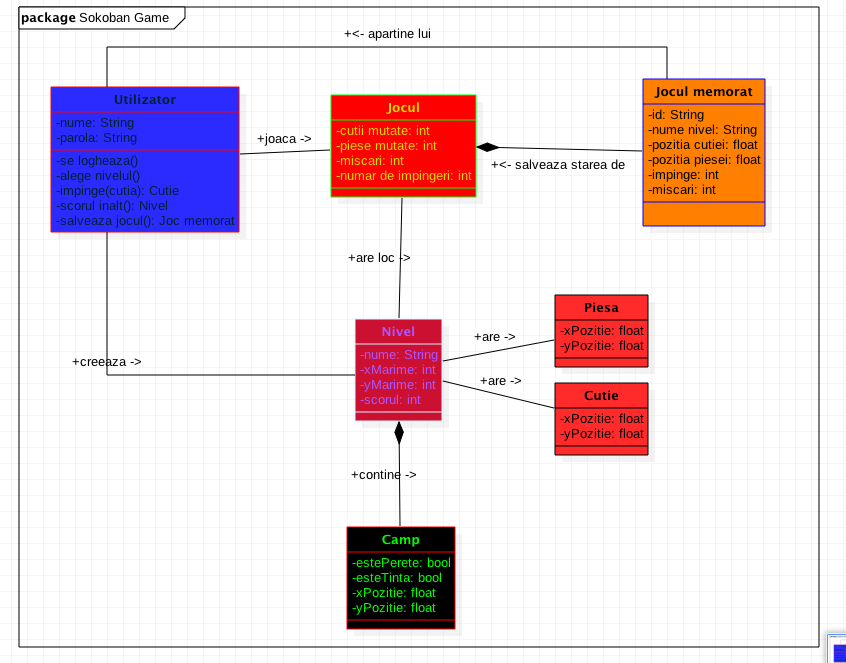 package Sokoban Game
+<- apartine lui
Utilizator
-nume: String
-parola: String
-se logheaza()
-alege nivelul()
-impinge(cutia): Cutie
-scorul inalt(): Nivel
-salveaza jocul(): Joc memorat
+joaca ->
Jocul
-cutii mutate: int
-piese mutate: int
-miscari: int
-numar de impingeri: int
+<- salveaza starea de
Jocul memorat
-id: String
-nume nivel: String
-pozitia cutiei: float
-pozitia piesei: float
-impinge: int
-miscari: int
+are loc ->
+creeaza ->
Nivel
-nume: String
-xMarime: int
-yMarime: int
-scorul: int
+are ->
Piesa
-xPozitie: float
-yPozitie: float
+are ->
Cutie
-xPozitie: float
-yPozitie: float
+contine ->
Camp
-estePerete: bool
-esteTinta: bool
-xPozitie: float
-yPozitie: float